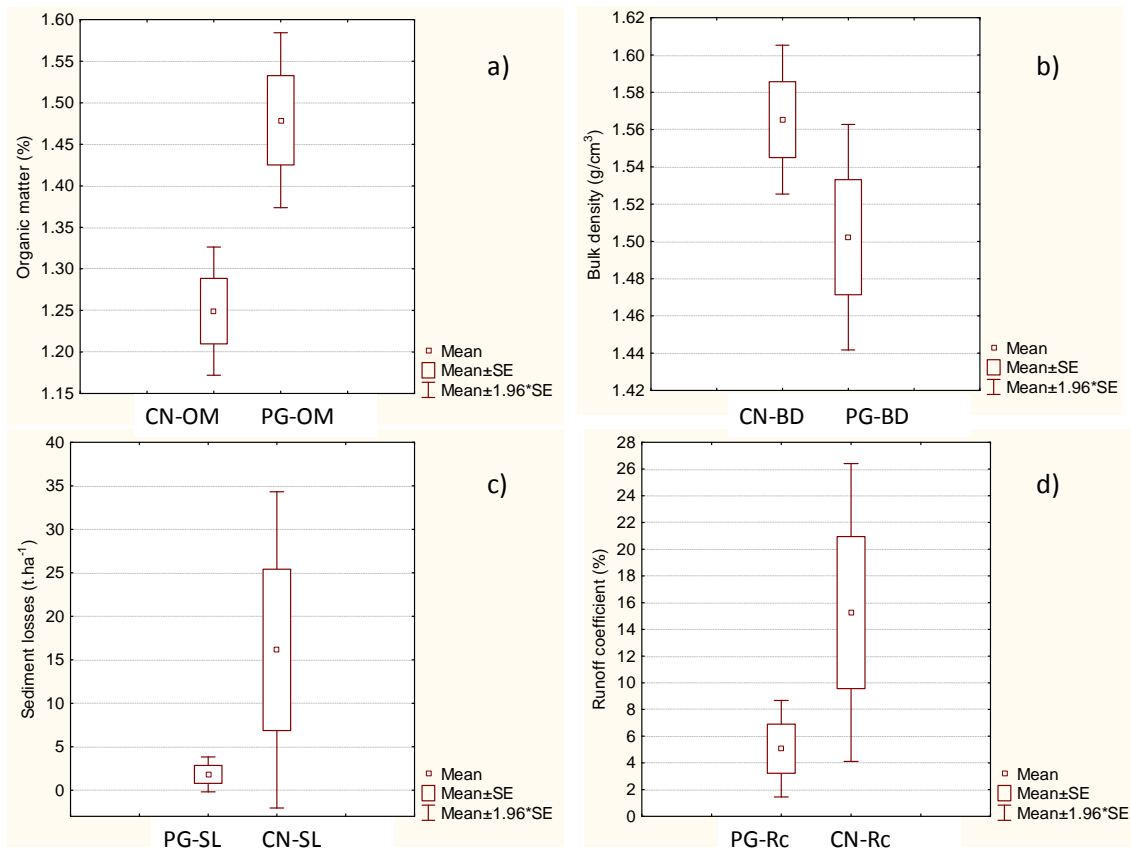 a)
Organic matter (%)
1.60
1.55
1.50
1.45
1.40
1.35
1.30
1.25
1.20
1.15
CN-OM PG-OM
Mean
Mean±SE
Mean±1.96*SE
b)
Bulk density (g/cm³)
1.62
1.60
1.58
1.56
1.54
1.52
1.50
1.48
1.46
1.44
1.42
CN-BD PG-BD
Mean
Mean±SE
Mean±1.96*SE
c)
Sediment losses (t.ha⁻¹)
40
35
30
25
20
15
10
5
0
PG-SL CN-SL
Mean
Mean±SE
Mean±1.96*SE
d)
Runoff coefficient (%)
28
26
24
22
20
18
16
14
12
10
8
6
4
2
0
PG-Rc CN-Rc
Mean
Mean±SE
Mean±1.96*SE